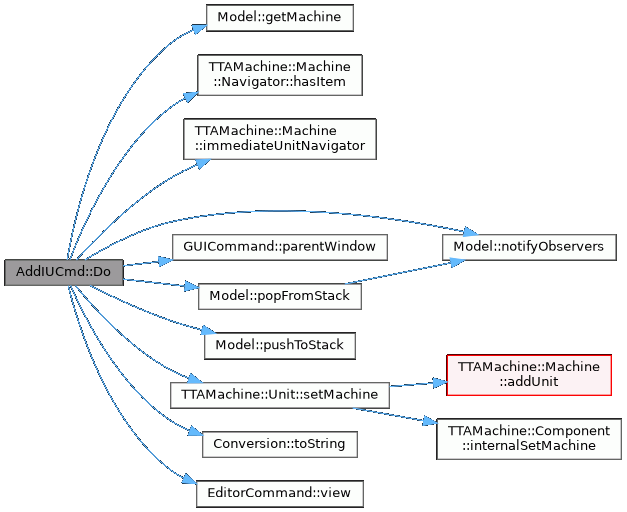 Model::getMachine
TTAMachine::Machine
::Navigator::hasItem
TTAMachine::Machine
::immediateUnitNavigator
GUICommand::parentWindow
Model::notifyObservers
AddIUCmd::Do
Model::popFromStack
Model::pushToStack
TTAMachine::Unit::setMachine
TTAMachine::Machine
::addUnit
TTAMachine::Component
::internalSetMachine
Conversion::toString
EditorCommand::view